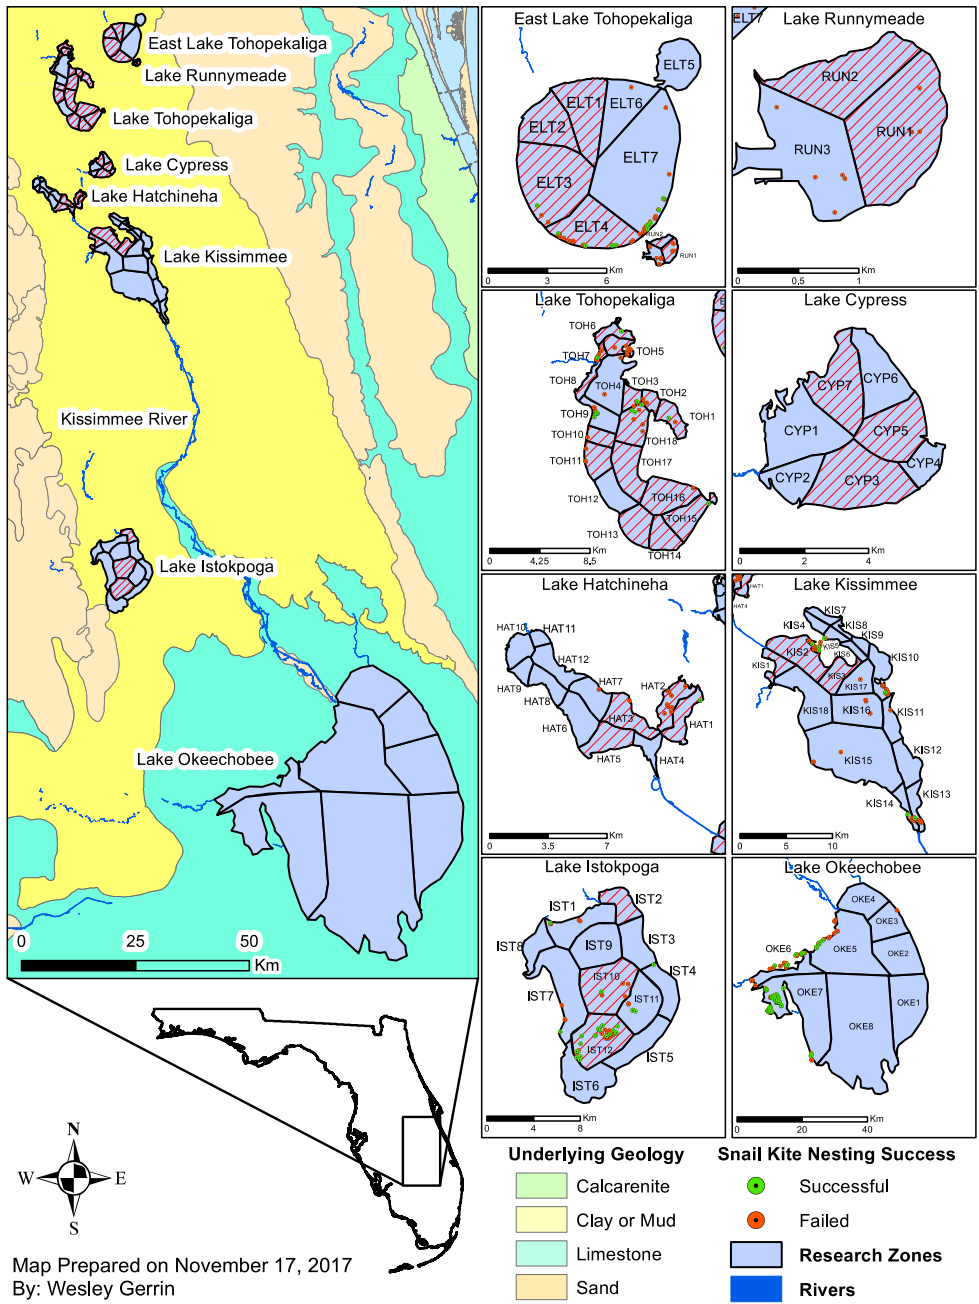 East Lake Tohopekaliga
Lake Runnymeade
Lake Tohopekaliga
Lake Cypress
Lake Hatchineha
Lake Kissimmee
Kissimmee River
Lake Istokpoga
Lake Okeechobee
0 25 50
Km
East Lake Tohopekaliga
ELT5
ELT1
ELT6
ELT2
ELT7
ELT3
ELT4
RUN2
RUN1
Km
0 3 6
Lake Runnymeade
ELT7
RUN2
RUN1
RUN3
Km
0 0.5 1
Lake Tohopekaliga
TOH6
TOH5
TOH7
TOH8
TOH4
TOH3
TOH2
TOH9
TOH1
TOH10
TOH18
TOH11
TOH17
TOH12
TOH16
TOH15
TOH13
TOH14
Km
0 4.25 8.5
Lake Cypress
CYP7
CYP6
CYP1
CYP5
CYP4
CYP2
CYP3
Km
0 2 4
Lake Hatchineha
HAT10
HAT11
HAT12
HAT9
HAT7
HAT2
HAT8
HAT3
HAT1
HAT6
HAT5
HAT4
Km
0 3.5 7
Lake Kissimmee
HAT1
HAT4
KIS7
KIS4
KIS8
KIS9
KIS5
KIS2
KIS6
KIS10
KIS1
KIS3
KIS17
KIS18
KIS16
KIS11
KIS12
KIS15
KIS13
KIS14
Km
0 5 10
Lake Istokpoga
IST1
IST2
IST8
IST9
IST3
IST10
IST4
IST7
IST11
IST12
IST5
IST6
Km
0 4 8
Lake Okeechobee
OKE4
OKE3
OKE6
OKE5
OKE2
OKE7
OKE1
OKE8
Km
0 20 40
N
W E
S
Map Prepared on November 17, 2017
By: Wesley Gerrin
Underlying Geology
Calcarenite
Clay or Mud
Limestone
Sand
Snail Kite Nesting Success
Successful
Failed
Research Zones
Rivers